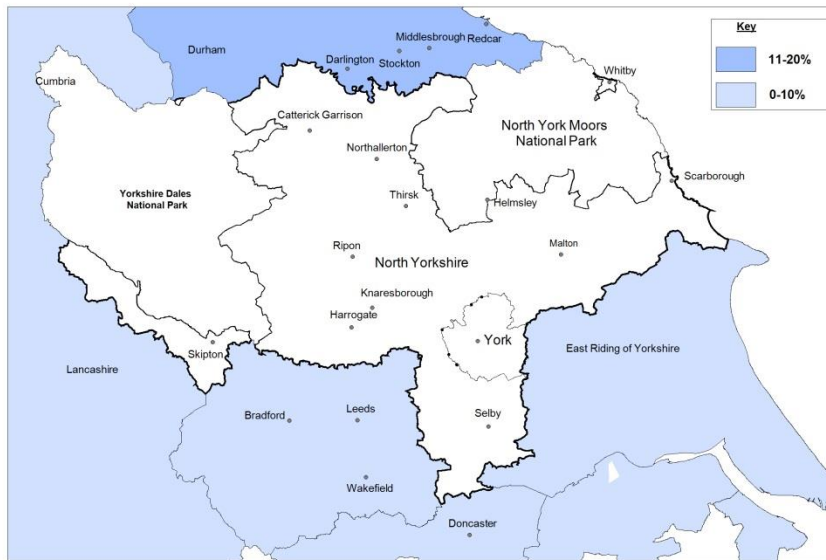 Key
11-20%
0-10%
Durham
Middlesbrough
Redcar
Darlington
Stockton
Cumbria
Whitby
Catterick Garrison
North York Moors
National Park
Northallerton
Scarborough
Yorkshire Dales
National Park
Thirsk
Helmsley
Ripon
North Yorkshire
Malton
Knaresborough
Harrogate
York
Skipton
East Riding of Yorkshire
Lancashire
Bradford
Leeds
Selby
Wakefield
Doncaster